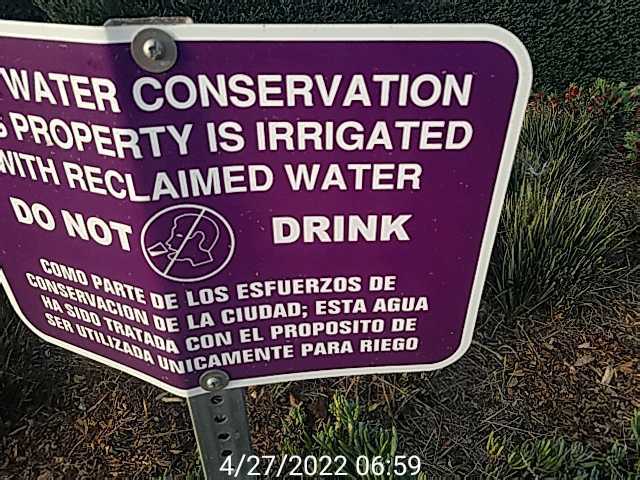 WATER CONSERVATION
PROPERTY IS IRRIGATED
WITH RECLAIMED WATER
DO NOT DRINK
COMO PARTE DE LOS ESFUERZOS DE
CONSERVACION DE LA CIUDAD; ESTA AGUA
HA SIDO TRATADA CON EL PROPOSITO DE
SER UTILIZADA UNICAMENTE PARA RIEGO
4/27/2022 06:59